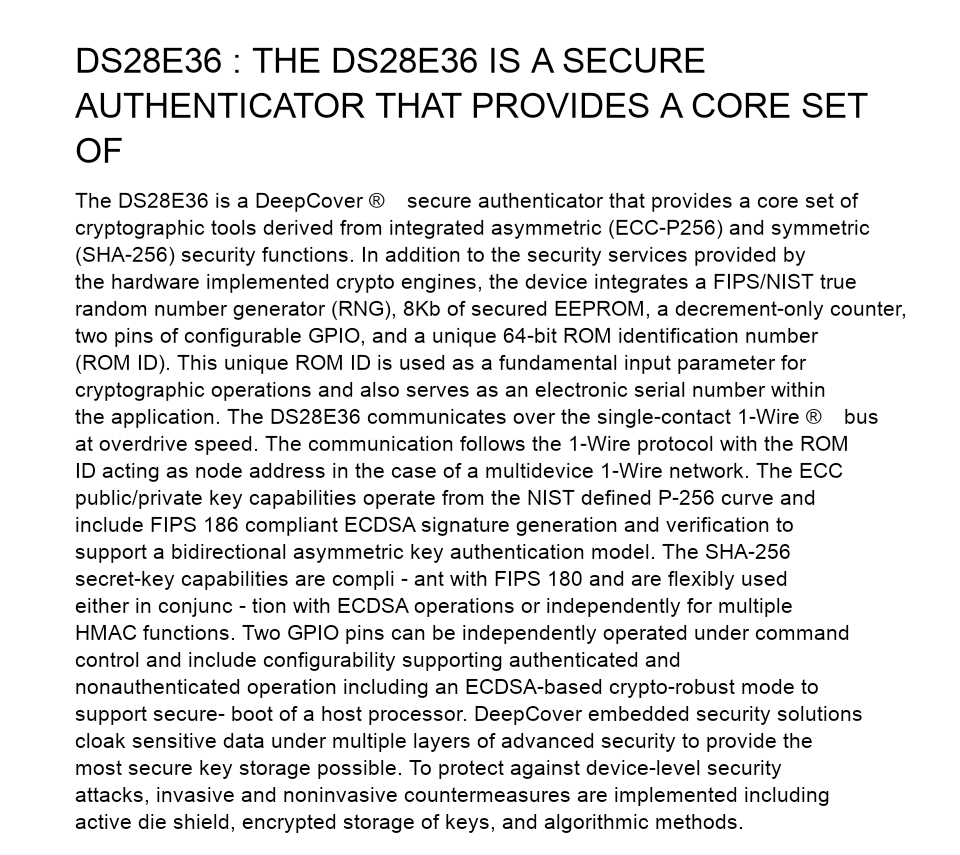 DS28E36 : THE DS28E36 IS A SECURE
AUTHENTICATOR THAT PROVIDES A CORE SET
OF
The DS28E36 is a DeepCover ® secure authenticator that provides a core set of
cryptographic tools derived from integrated asymmetric (ECC-P256) and symmetric
(SHA-256) security functions. In addition to the security services provided by
the hardware implemented crypto engines, the device integrates a FIPS/NIST true
random number generator (RNG), 8Kb of secured EEPROM, a decrement-only counter,
two pins of configurable GPIO, and a unique 64-bit ROM identification number
(ROM ID). This unique ROM ID is used as a fundamental input parameter for
cryptographic operations and also serves as an electronic serial number within
the application. The DS28E36 communicates over the single-contact 1-Wire ® bus
at overdrive speed. The communication follows the 1-Wire protocol with the ROM
ID acting as node address in the case of a multidevice 1-Wire network. The ECC
public/private key capabilities operate from the NIST defined P-256 curve and
include FIPS 186 compliant ECDSA signature generation and verification to
support a bidirectional asymmetric key authentication model. The SHA-256
secret-key capabilities are compli - ant with FIPS 180 and are flexibly used
either in conjunc - tion with ECDSA operations or independently for multiple
HMAC functions. Two GPIO pins can be independently operated under command
control and include configurability supporting authenticated and
nonauthenticated operation including an ECDSA-based crypto-robust mode to
support secure- boot of a host processor. DeepCover embedded security solutions
cloak sensitive data under multiple layers of advanced security to provide the
most secure key storage possible. To protect against device-level security
attacks, invasive and noninvasive countermeasures are implemented including
active die shield, encrypted storage of keys, and algorithmic methods.